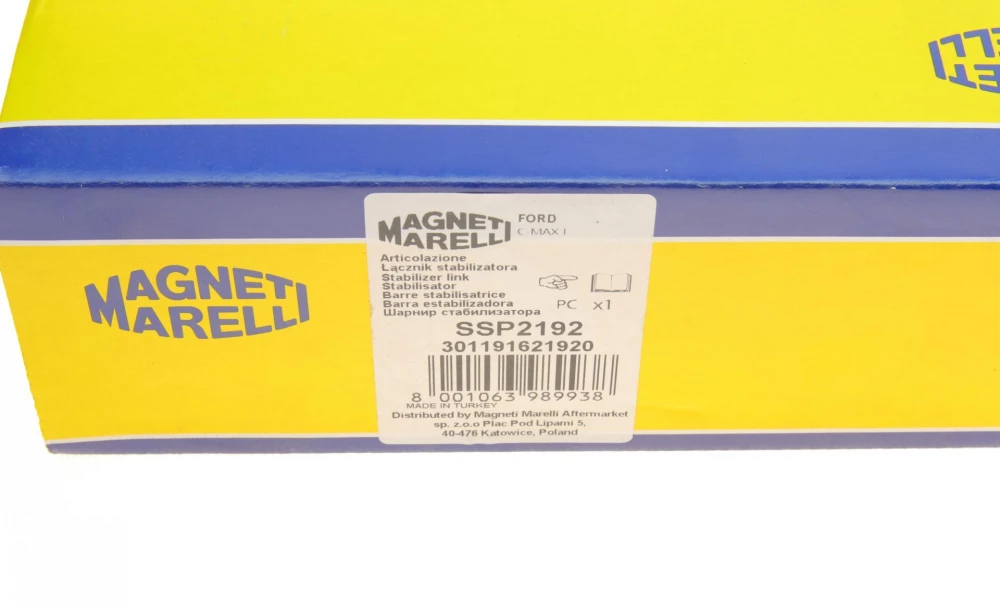 MAGNETI
MARELLI
MAGNETI
MARELLI
FORD
C-MAX I
Articolazione
Łącznik stabilizatora
Stabilizer link
Stabilisator
Barre stabilisatrice
Barra estabilizadora
Шарнир стабилизатора
PC x1
SSP2192
301191621920
8 001063 989938
MADE IN TURKEY
Distributed by Magneti Marelli Aftermarket
sp. z.o.o Plac Pod Lipami 5,
40-476 Katowice, Poland